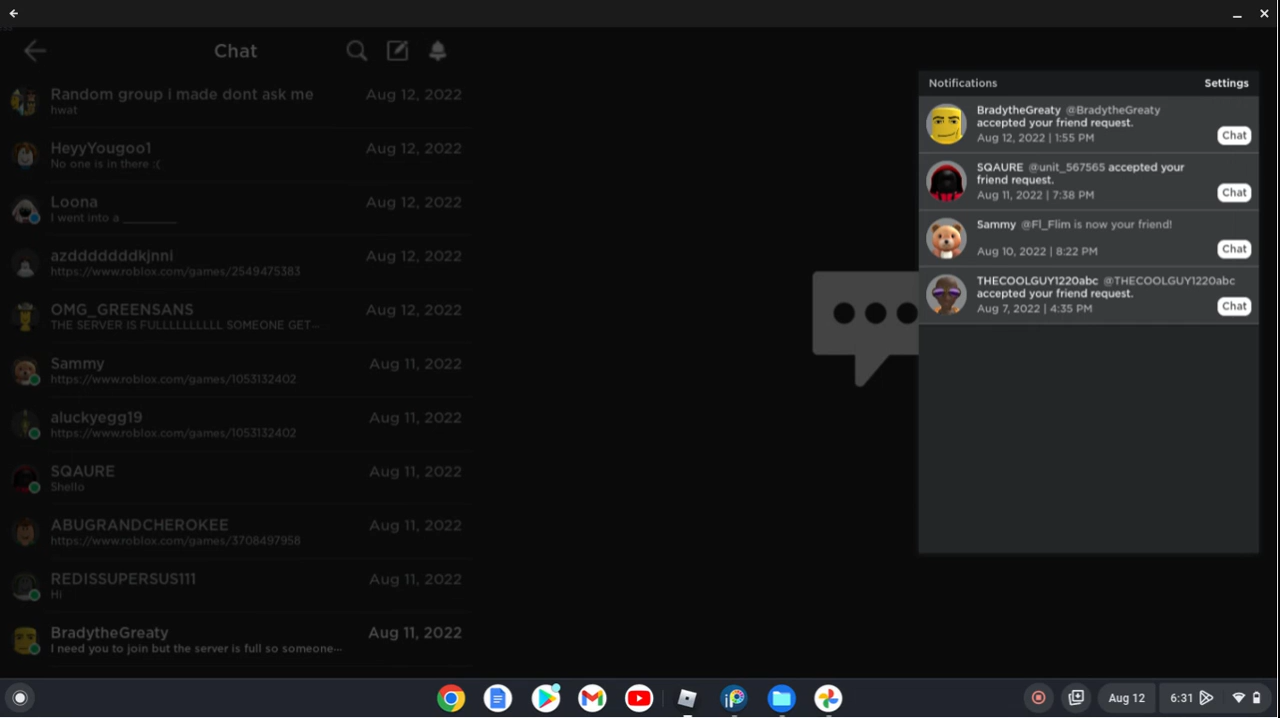 Chat
Random group i made dont ask me Aug 12, 2022
hwat
HeyyYougoo1 Aug 12, 2022
No one is in there :(
Loona Aug 12, 2022
I went into a ________
azdddddddkjnni Aug 12, 2022
https://www.roblox.com/games/2549475383
OMG_GREENSANS Aug 12, 2022
THE SERVER IS FULLLLLLLLLL SOMEONE GET...
Sammy Aug 11, 2022
https://www.roblox.com/games/1053132402
aluckyegg19 Aug 11, 2022
https://www.roblox.com/games/1053132402
SQAURE Aug 11, 2022
Shello
ABUGRANDCHEROKEE Aug 11, 2022
https://www.roblox.com/games/3708497958
REDISSUPERSUS111 Aug 11, 2022
Hi
BradytheGreaty Aug 11, 2022
I need you to join but the server is full so someone...
Notifications Settings
BradytheGreaty @BradytheGreaty
accepted your friend request.
Aug 12, 2022 | 1:55 PM
Chat
SQAURE @unit_567565 accepted your
friend request.
Aug 11, 2022 | 7:38 PM
Chat
Sammy @Fl_Flim is now your friend!
Aug 10, 2022 | 8:22 PM
Chat
THECOOLGUY1220abc @THECOOLGUY1220abc
accepted your friend request.
Aug 7, 2022 | 4:35 PM
Chat
Aug 12 6:31